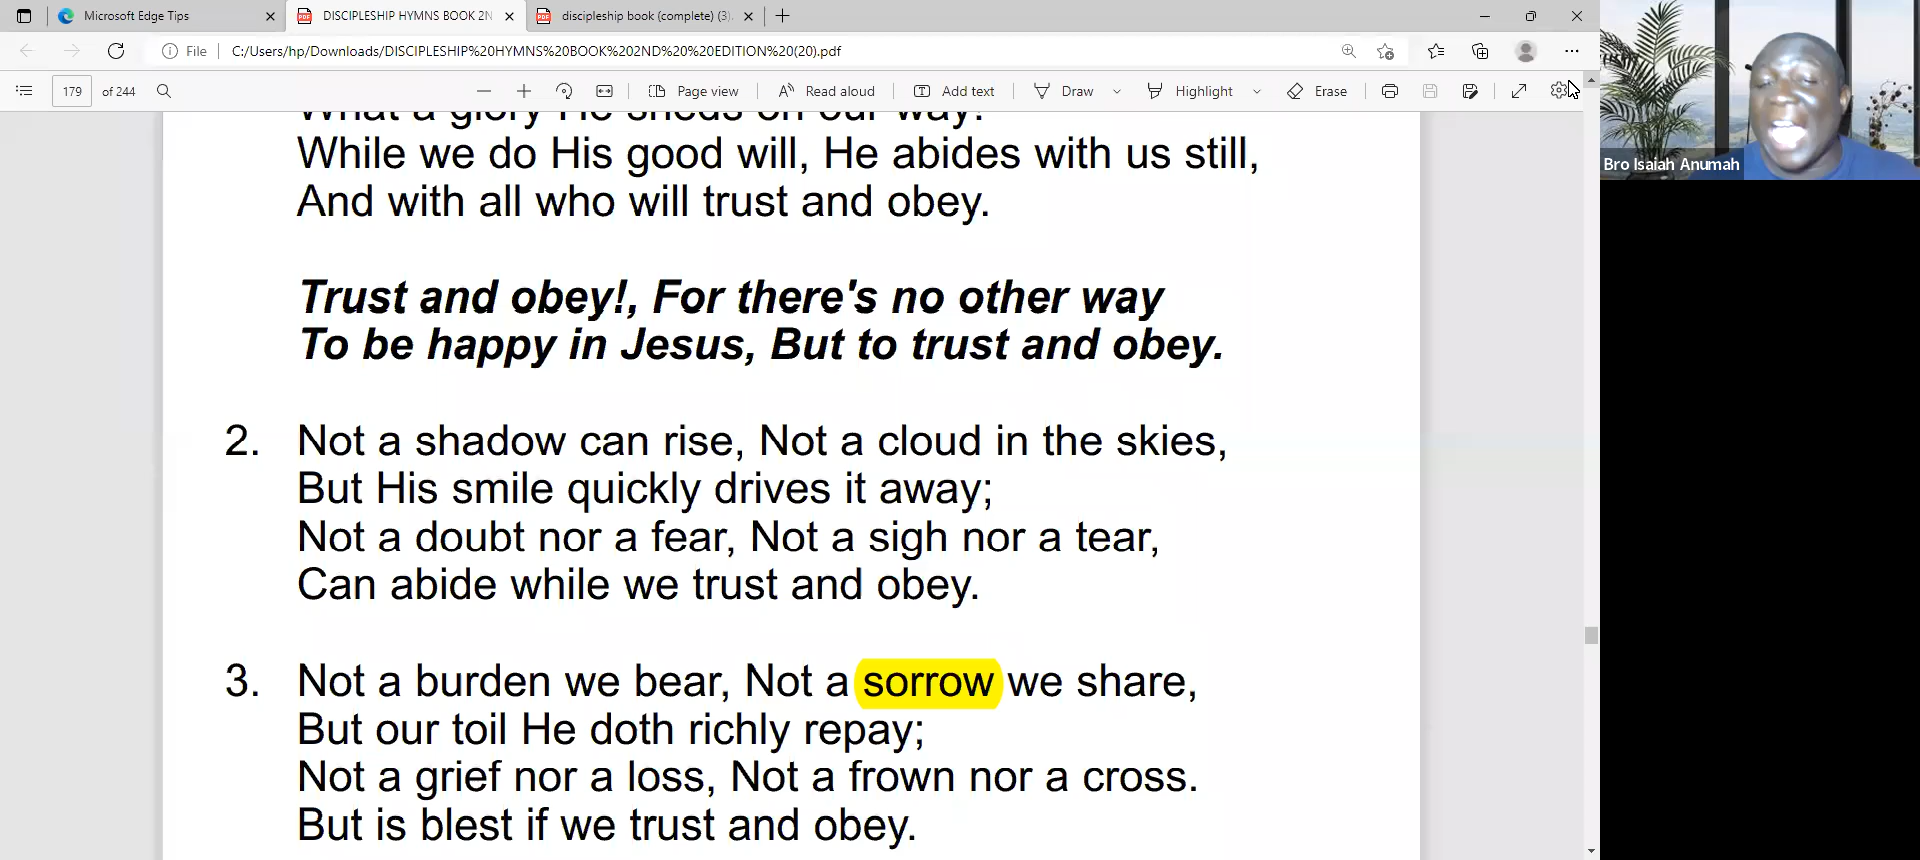 Microsoft Edge Tips
DISCIPLESHIP HYMNS BOOK 2N
discipleship book (complete) (3).
File
C:/Users/hp/Downloads/DISCIPLESHIP%20HYMNS%20BOOK%202ND%20%20EDITION%20(20).pdf
179 of 244
Page view
Read aloud
Add text
Draw
Highlight
Erase
Bro Isaiah Anumah
What a glory He sheds on our way!
While we do His good will, He abides with us still,
And with all who will trust and obey.
Trust and obey!, For there's no other way
To be happy in Jesus, But to trust and obey.
2. Not a shadow can rise, Not a cloud in the skies,
But His smile quickly drives it away;
Not a doubt nor a fear, Not a sigh nor a tear,
Can abide while we trust and obey.
3. Not a burden we bear, Not a sorrow we share,
But our toil He doth richly repay;
Not a grief nor a loss, Not a frown nor a cross.
But is blest if we trust and obey.